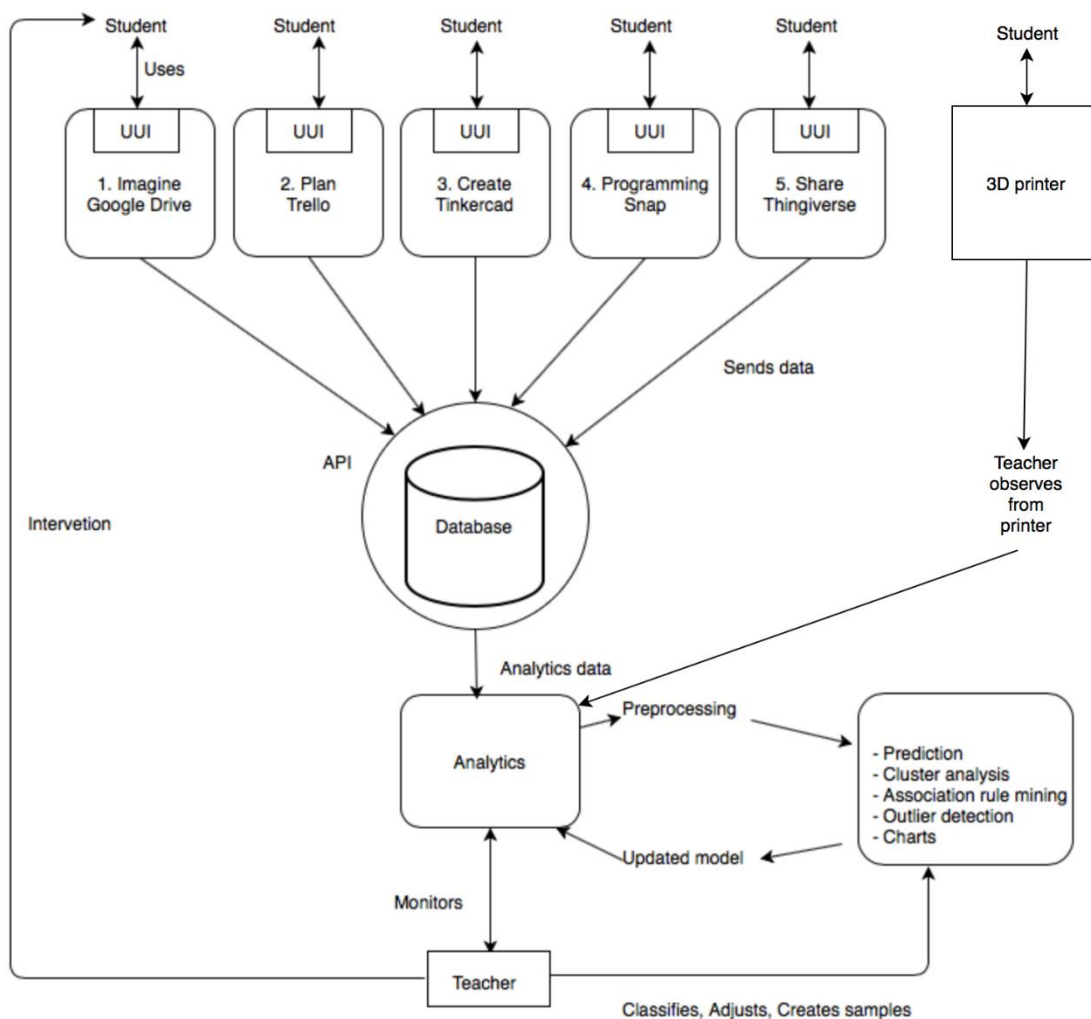 Student
Student
Student
Student
Student
Student
Uses
UUI
UUI
UUI
UUI
UUI
1. Imagine
Google Drive
2. Plan
Trello
3. Create
Tinkercad
4. Programming
Snap
5. Share
Thingiverse
3D printer
Sends data
API
Database
Teacher
observes
from
printer
Intervetion
Analytics data
Preprocessing
Analytics
- Prediction
- Cluster analysis
- Association rule mining
- Outlier detection
- Charts
Updated model
Monitors
Teacher
Classifies, Adjusts, Creates samples